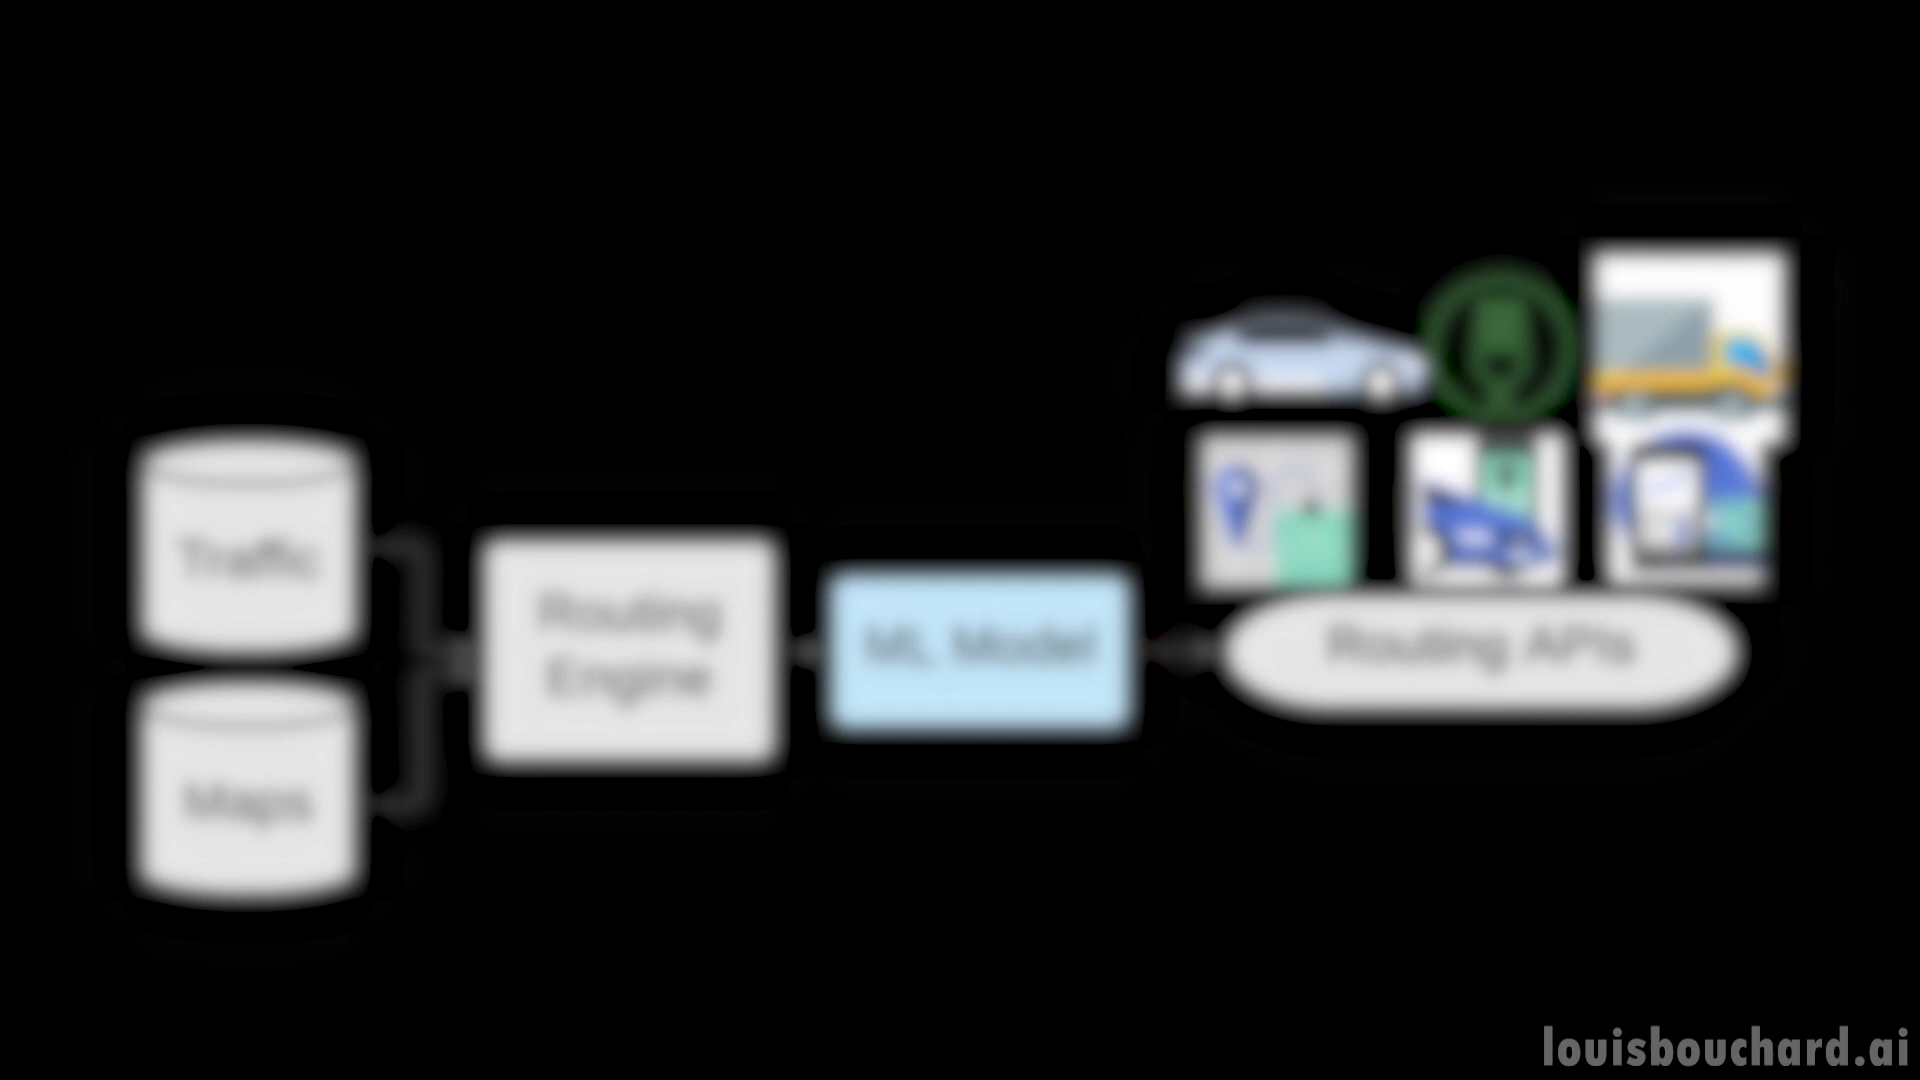 Traffic
Maps
Routing
Engine
ML Model
Routing APIs
louisbouchard.ai